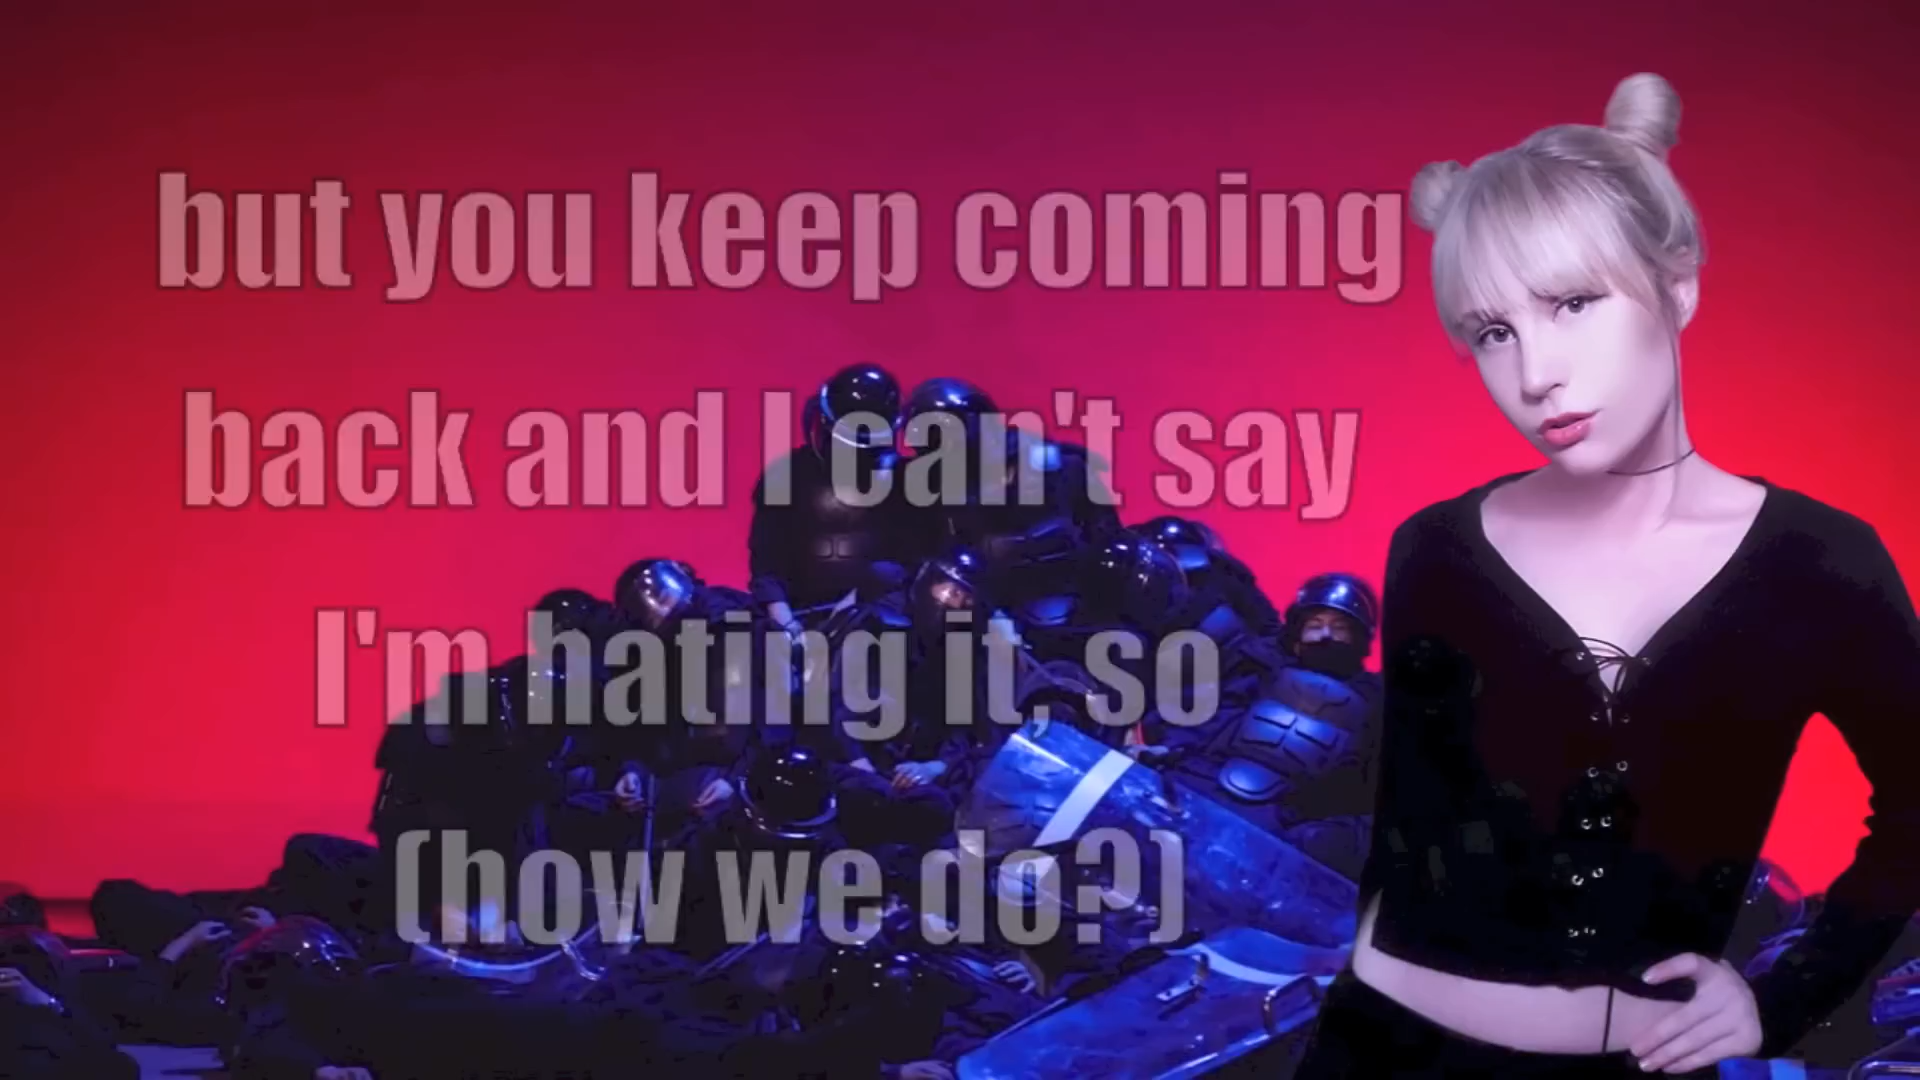 but you keep coming
back and I can't say
I'm hating it, so
(how we do?)